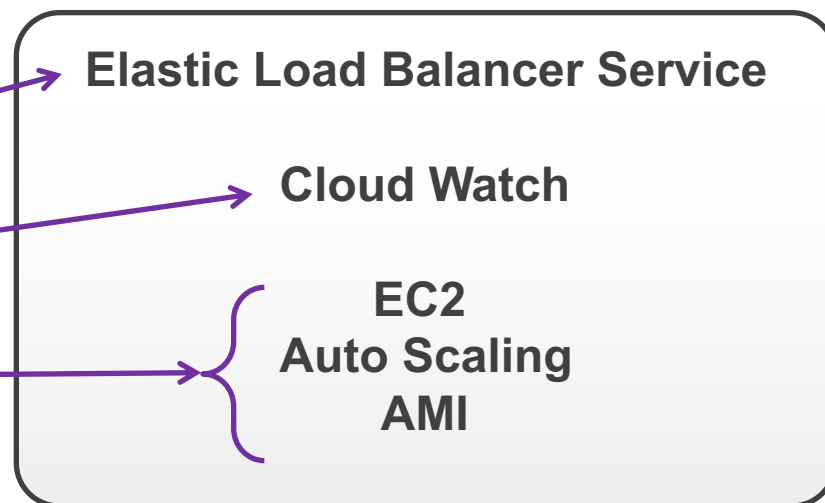 Elastic Load Balancer Service
Cloud Watch
EC2
Auto Scaling
AMI